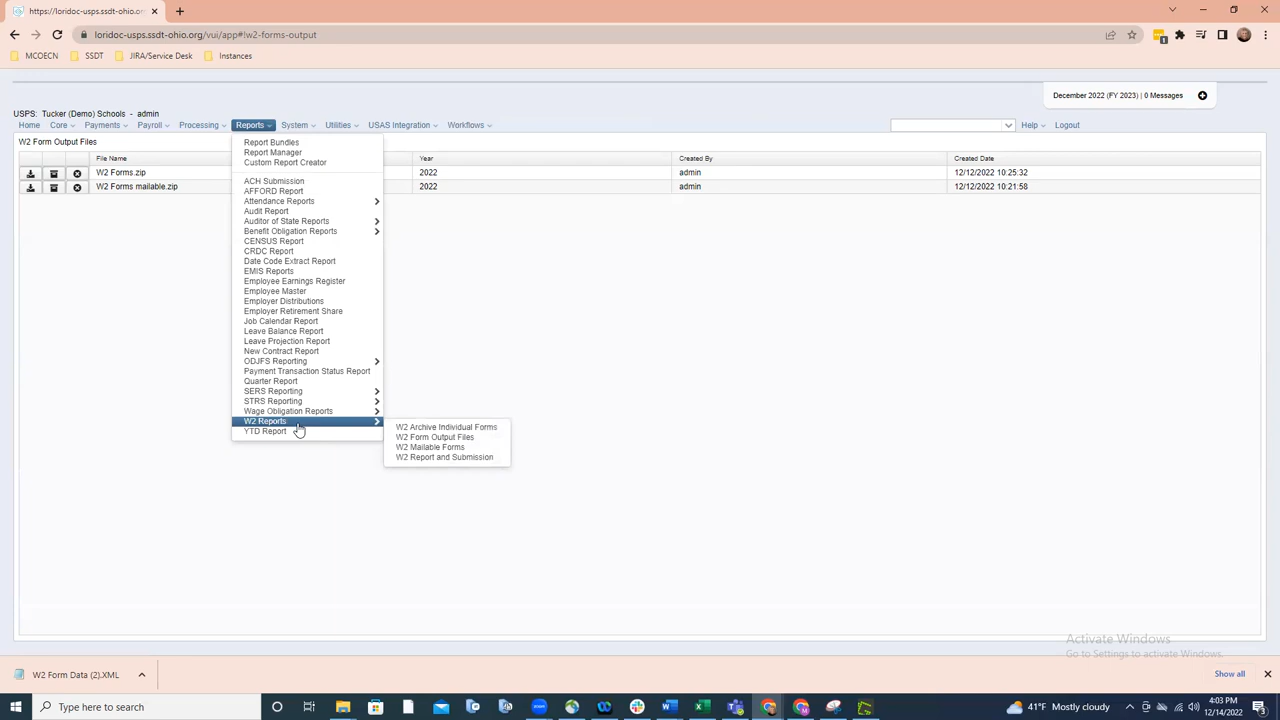 https://loridoc-usps.ssdt-ohio.org/
loridoc-usps.ssdt-ohio.org/vui/app#!w2-forms-output
MCOECN SSDT JIRA/Service Desk Instances
December 2022 (FY 2023) | 0 Messages
USPS: Tucker (Demo) Schools - admin
Home Core Payments Payroll Processing Reports System Utilities USAS Integration Workflows Help Logout
W2 Form Output Files
File Name Year Created By Created Date
W2 Forms.zip 2022 admin 12/12/2022 10:25:32
W2 Forms mailable.zip 2022 admin 12/12/2022 10:21:58
Report Bundles
Report Manager
Custom Report Creator
ACH Submission
AFFORD Report
Attendance Reports
Audit Report
Auditor of State Reports
Benefit Obligation Reports
CENSUS Report
CRDC Report
Date Code Extract Report
EMIS Reports
Employee Earnings Register
Employee Master
Employer Distributions
Employer Retirement Share
Job Calendar Report
Leave Balance Report
Leave Projection Report
New Contract Report
ODJFS Reporting
Payment Transaction Status Report
Quarter Report
SERS Reporting
STRS Reporting
Wage Obligation Reports
W2 Reports
YTD Report
W2 Archive Individual Forms
W2 Form Output Files
W2 Mailable Forms
W2 Report and Submission
Activate Windows
Go to Settings to activate Windows.
W2 Form Data (2).XML
Show all
Type here to search
41°F Mostly cloudy
4:03 PM
12/14/2022